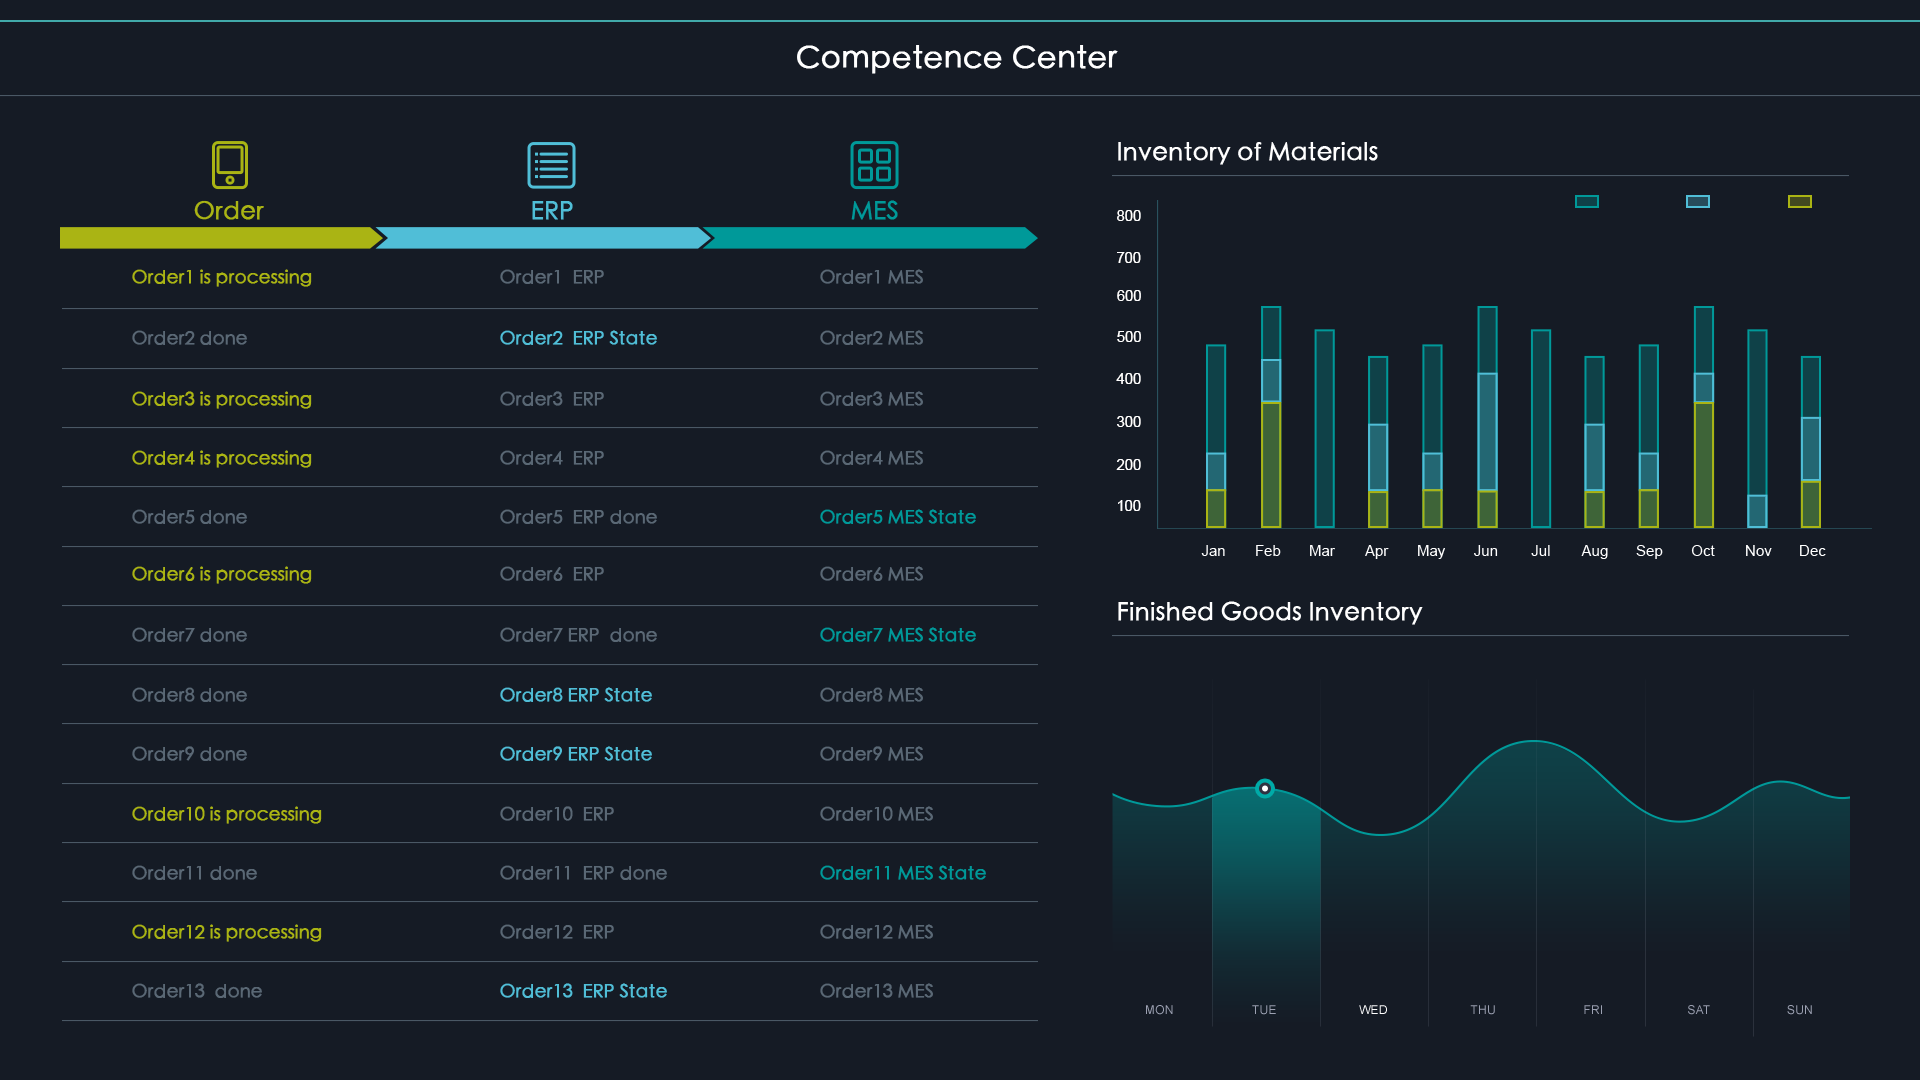 Competence Center
Order ERP MES
Order1 is processing Order1  ERP Order1 MES
Order2 done Order2  ERP State Order2 MES
Order3 is processing Order3  ERP Order3 MES
Order4 is processing Order4  ERP Order4 MES
Order5 done Order5  ERP done Order5 MES State
Order6 is processing Order6  ERP Order6 MES
Order7 done Order7 ERP  done Order7 MES State
Order8 done Order8 ERP State Order8 MES
Order9 done Order9 ERP State Order9 MES
Order10 is processing Order10  ERP Order10 MES
Order11 done Order11  ERP done Order11 MES State
Order12 is processing Order12  ERP Order12 MES
Order13  done Order13  ERP State Order13 MES
Inventory of Materials
800
700
600
500
400
300
200
100
Jan Feb Mar Apr May Jun Jul Aug Sep Oct Nov Dec
Finished Goods Inventory
MON TUE WED THU FRI SAT SUN